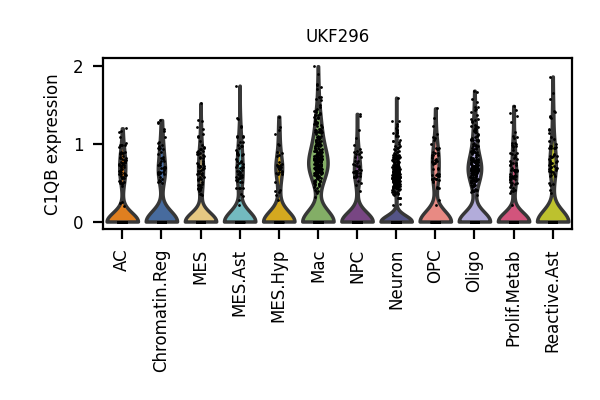 UKF296
C1QB expression
2
1
0
AC
Chromatin.Reg
MES
MES.Ast
MES.Hyp
Mac
NPC
Neuron
OPC
Oligo
Prolif.Metab
Reactive.Ast